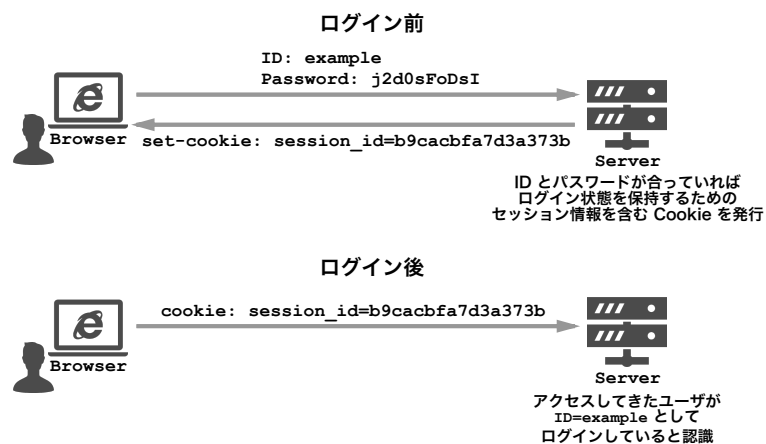 ログイン前
ID: example
Password: j2d0sFoDsI
Browser
set-cookie: session_id=b9cacbfa7d3a373b
Server
ID とパスワードが合っていれば
ログイン状態を保持するための
セッション情報を含む Cookie を発行
ログイン後
cookie: session_id=b9cacbfa7d3a373b
Browser
Server
アクセスしてきたユーザが
ID=example として
ログインしていると認識